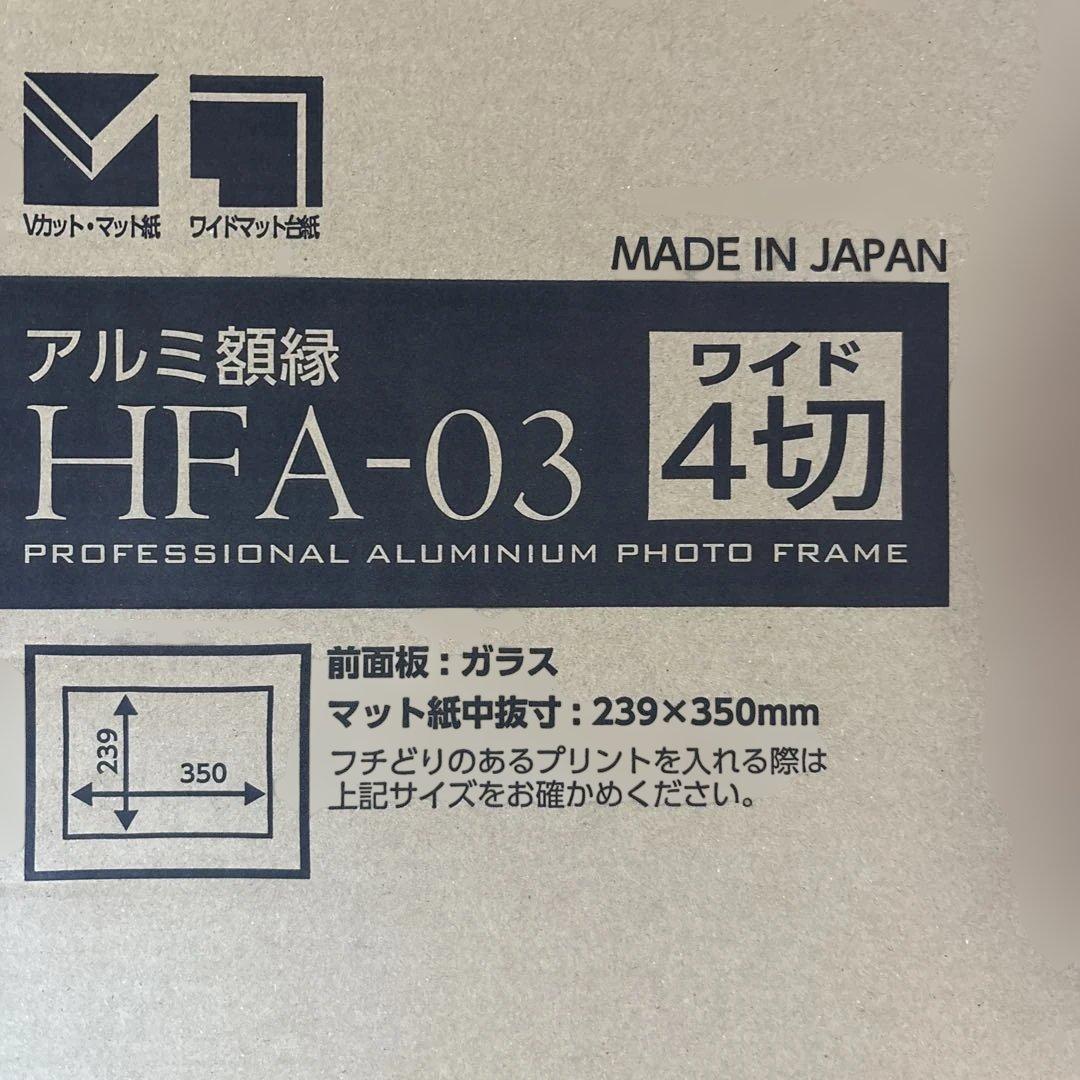 Vカット・マット紙
ワイドマット台紙
MADE IN JAPAN
アルミ額縁
HFA-03
ワイド
4切
PROFESSIONAL ALUMINIUM PHOTO FRAME
239
350
前面板：ガラス
マット紙中抜寸：239×350mm
フチどりのあるプリントを入れる際は
上記サイズをお確かめください。